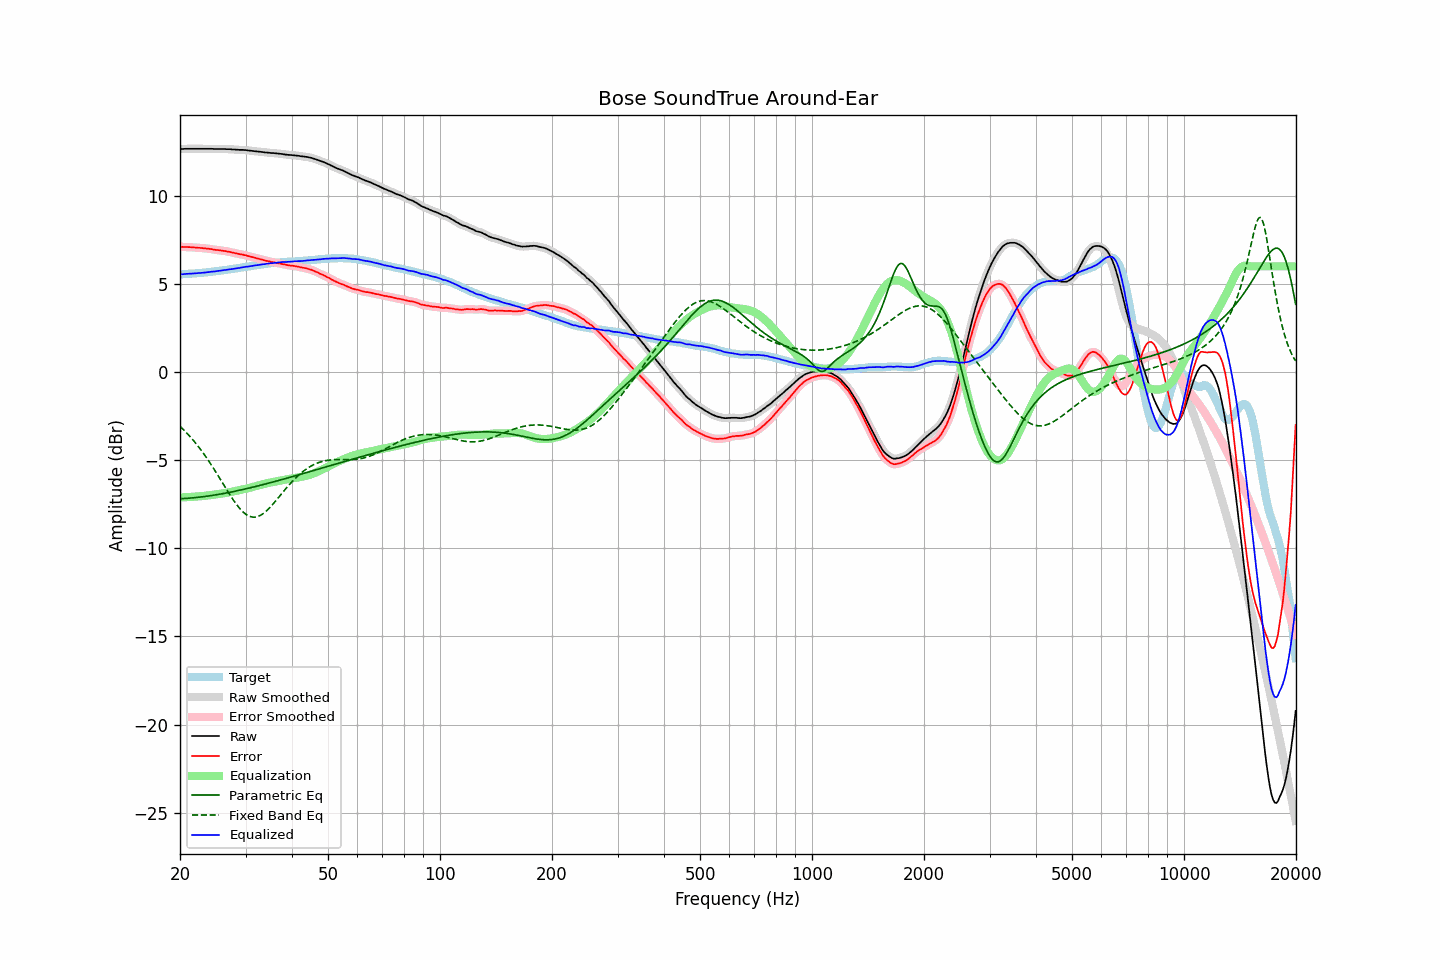 Bose SoundTrue Around-Ear
Amplitude (dBr)
10
5
0
−5
−10
−15
−20
−25
Target
Raw Smoothed
Error Smoothed
Raw
Error
Equalization
Parametric Eq
Fixed Band Eq
Equalized
20 50 100 200 500 1000 2000 5000 10000 20000
Frequency (Hz)